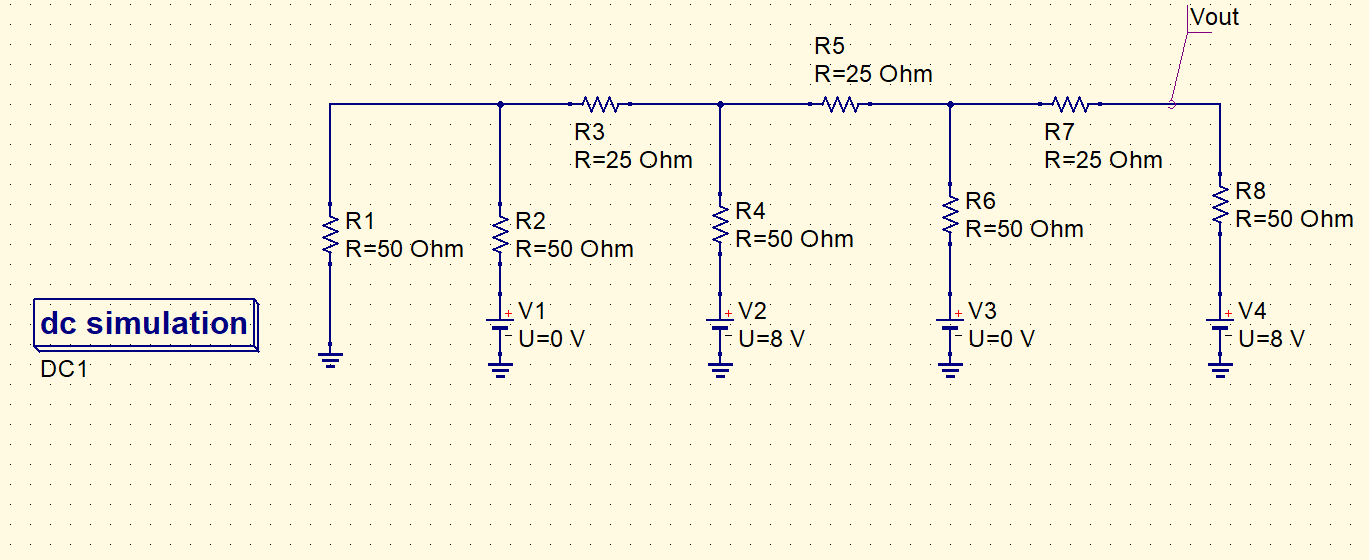 Vout
R5
R=25 Ohm
R3
R=25 Ohm
R7
R=25 Ohm
R1
R=50 Ohm
R2
R=50 Ohm
R4
R=50 Ohm
R6
R=50 Ohm
R8
R=50 Ohm
dc simulation
DC1
V1
U=0 V
V2
U=8 V
V3
U=0 V
V4
U=8 V